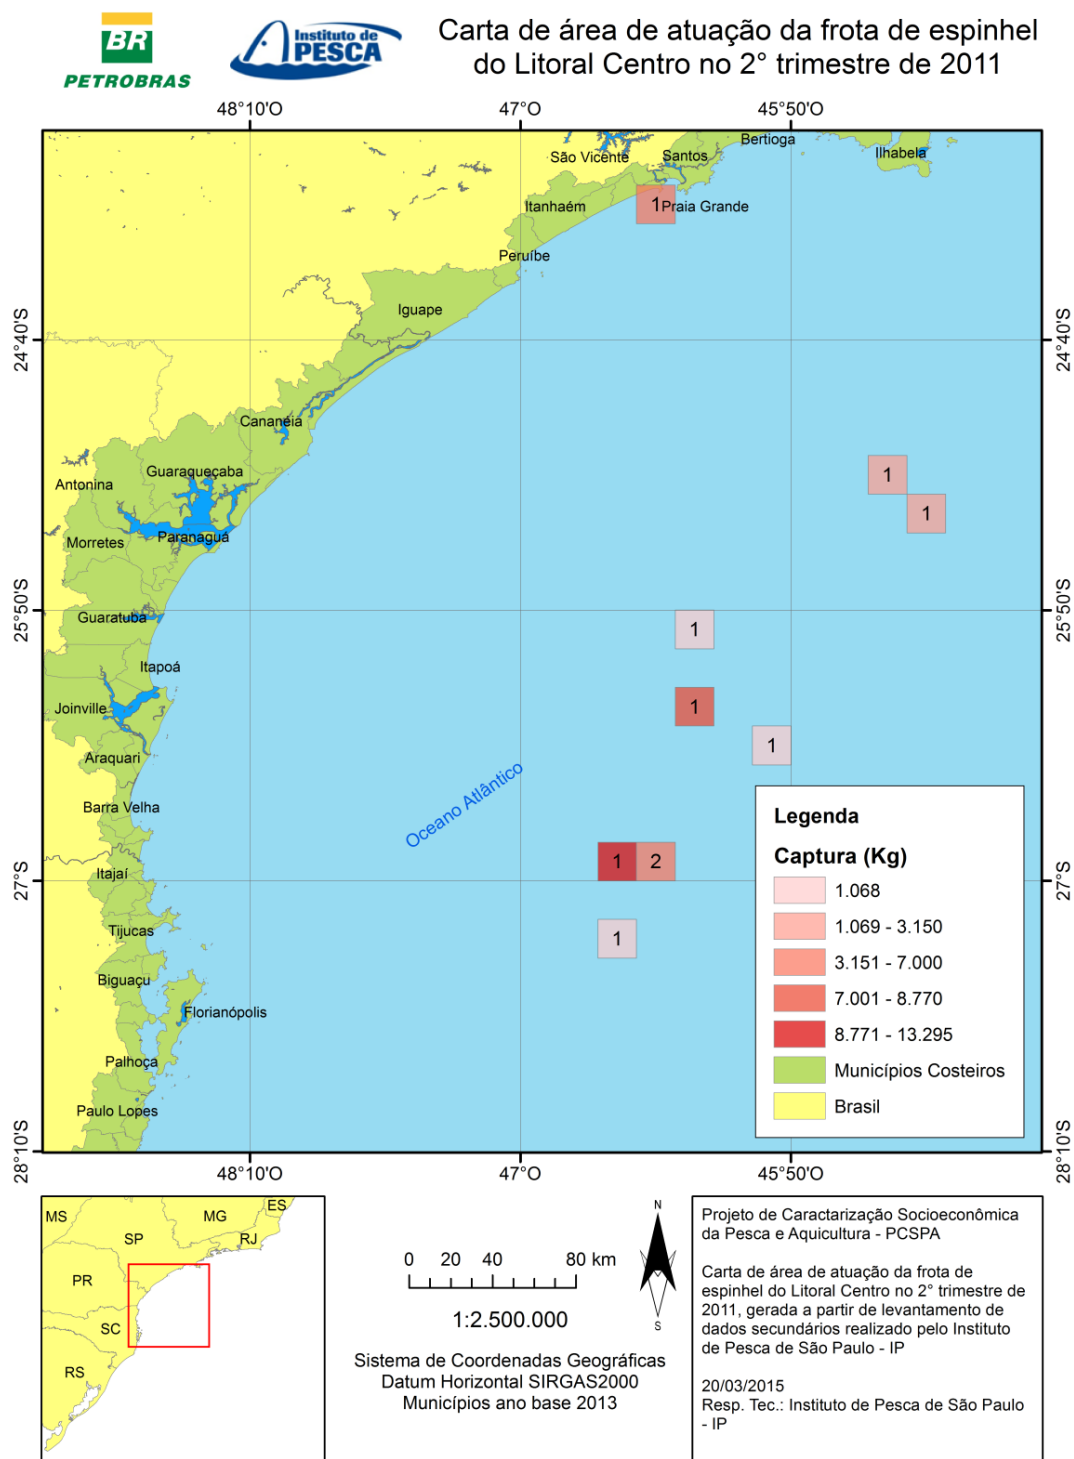 BR
PETROBRAS
Instituto de
PESCA
Carta de área de atuação da frota de espinhel
do Litoral Centro no 2° trimestre de 2011
48°10'O
47°O
45°50'O
Bertioga
São Vicente
Santos
Ilhabela
Itanhaém
1
Praia Grande
Peruíbe
Iguape
24°40'S
24°40'S
Cananéia
Guaraqueçaba
Antonina
1
1
Paranaguá
Morretes
25°50'S
25°50'S
Guaratuba
1
Itapoá
Joinville
1
Araquari
1
Oceano Atlântico
Barra Velha
Itajaí
1
2
27°S
27°S
Tijucas
1
Biguaçu
Florianópolis
Palhoça
Paulo Lopes
28°10'S
28°10'S
Legenda
Captura (Kg)
1.068
1.069 - 3.150
3.151 - 7.000
7.001 - 8.770
8.771 - 13.295
Municípios Costeiros
Brasil
48°10'O
47°O
45°50'O
MS
MG
ES
SP
RJ
PR
SC
RS
0 20 40 80 km
1:2.500.000
N
S
Sistema de Coordenadas Geográficas
Datum Horizontal SIRGAS2000
Municípios ano base 2013
Projeto de Caractarização Socioeconômica
da Pesca e Aquicultura - PCSPA
Carta de área de atuação da frota de
espinhel do Litoral Centro no 2° trimestre de
2011, gerada a partir de levantamento de
dados secundários realizado pelo Instituto
de Pesca de São Paulo - IP
20/03/2015
Resp. Tec.: Instituto de Pesca de São Paulo
- IP